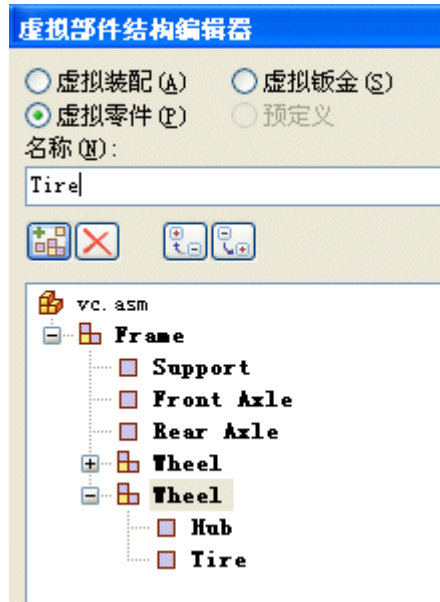 虚拟部件结构编辑器
虚拟装配(A) 虚拟钣金(S)
虚拟零件(P) 预定义
名称(N):
Tire
vc.asm
Frame
Support
Front Axle
Rear Axle
Wheel
Wheel
Hub
Tire